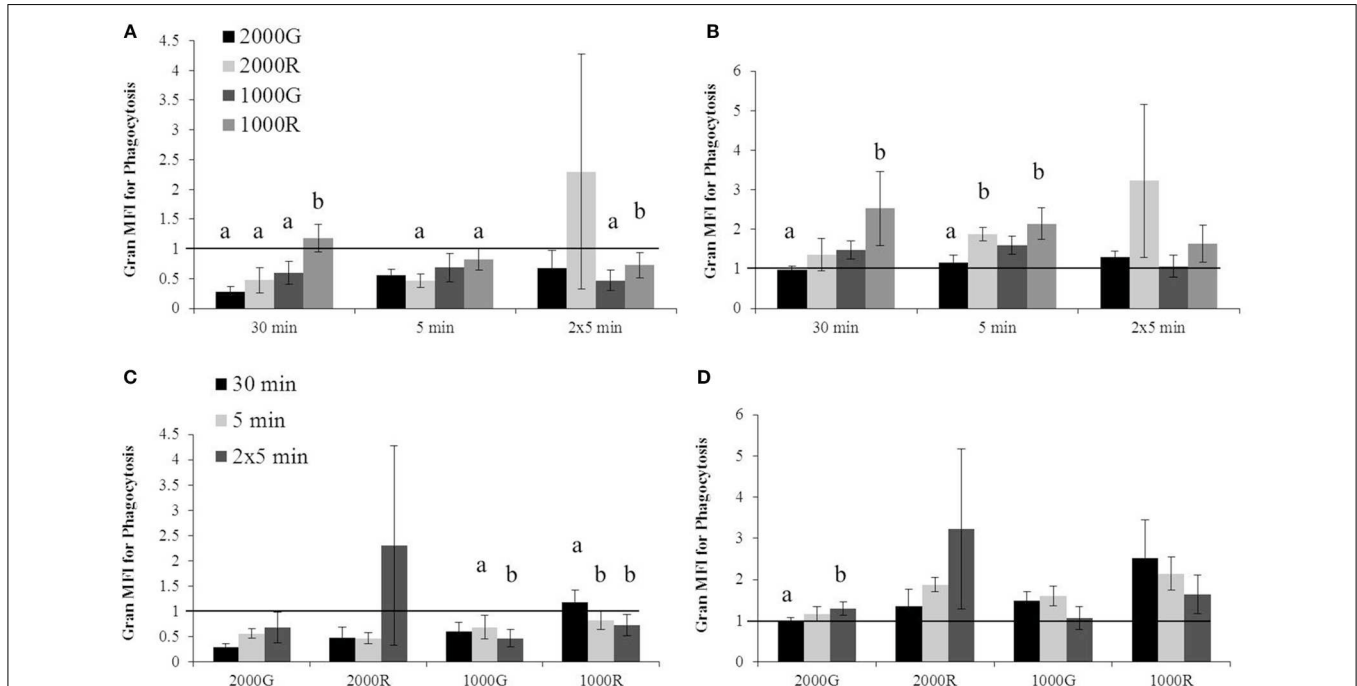 A
2000G
2000R
1000G
1000R
Gran MFI for Phagocytosis
4.5
4
3.5
3
2.5
2
1.5
1
0.5
0
a a a b a a a b
30 min 5 min 2x5 min
B
Gran MFI for Phagocytosis
6
5
4
3
2
1
0
a b a b b
30 min 5 min 2x5 min
C
30 min
5 min
2x5 min
Gran MFI for Phagocytosis
4.5
4
3.5
3
2.5
2
1.5
1
0.5
0
a b a b b
2000G 2000R 1000G 1000R
D
Gran MFI for Phagocytosis
6
5
4
3
2
1
0
a b
2000G 2000R 1000G 1000R